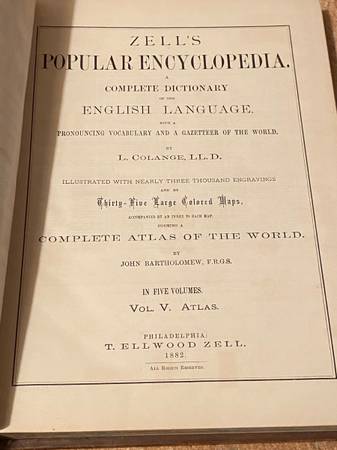 ZELL'S
POPULAR ENCYCLOPEDIA.
A
COMPLETE DICTIONARY
OF THE
ENGLISH LANGUAGE.
WITH A
PRONOUNCING VOCABULARY AND A GAZETTEER OF THE WORLD.
BY
L. COLANGE, LL.D.
ILLUSTRATED WITH NEARLY THREE THOUSAND ENGRAVINGS
AND BY
Thirty-Five Large Colored Maps,
ACCOMPANIED BY AN INDEX TO EACH MAP,
FORMING A
COMPLETE ATLAS OF THE WORLD.
BY
JOHN BARTHOLOMEW, F.R.G.S.
IN FIVE VOLUMES.
VOL. V. ATLAS.
PHILADELPHIA:
T. ELLWOOD ZELL.
1882.
ALL RIGHTS RESERVED.